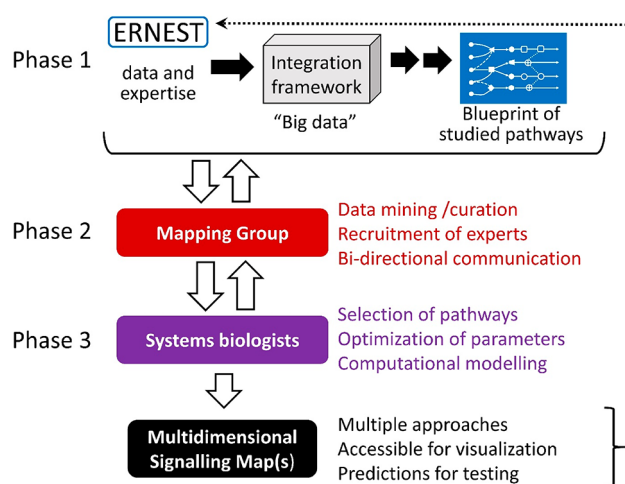 ERNEST
Phase 1
data and
expertise
Integration
framework
“Big data”
Blueprint of
studied pathways
Phase 2
Mapping Group
Data mining /curation
Recruitment of experts
Bi-directional communication
Phase 3
Systems biologists
Selection of pathways
Optimization of parameters
Computational modelling
Multidimensional
Signalling Map(s)
Multiple approaches
Accessible for visualization
Predictions for testing